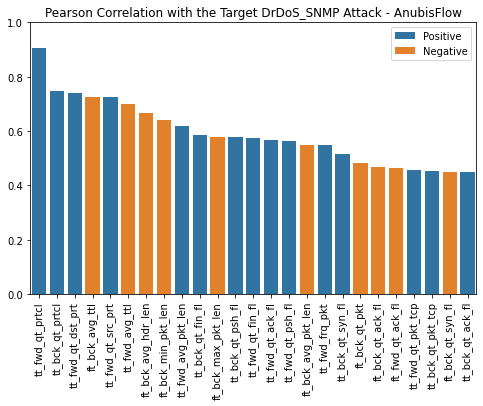 Pearson Correlation with the Target DrDoS_SNMP Attack - AnubisFlow
1.0
0.8
0.6
0.4
0.2
0.0
Positive
Negative
tt_fwd_qt_prtcl
tt_bck_qt_prtcl
tt_fwd_qt_dst_prt
ft_bck_avg_ttl
tt_fwd_qt_src_prt
tt_fwd_avg_ttl
ft_bck_avg_hdr_len
ft_bck_min_pkt_len
tt_fwd_avg_pkt_len
tt_bck_qt_fin_fl
ft_bck_max_pkt_len
tt_bck_qt_psh_fl
tt_fwd_qt_fin_fl
tt_fwd_qt_ack_fl
tt_fwd_qt_psh_fl
ft_bck_avg_pkt_len
tt_fwd_frq_pkt
tt_bck_qt_syn_fl
ft_bck_qt_pkt
ft_bck_qt_ack_fl
ft_fwd_qt_ack_fl
tt_fwd_qt_pkt_tcp
tt_bck_qt_pkt_tcp
ft_bck_qt_syn_fl
tt_bck_qt_ack_fl